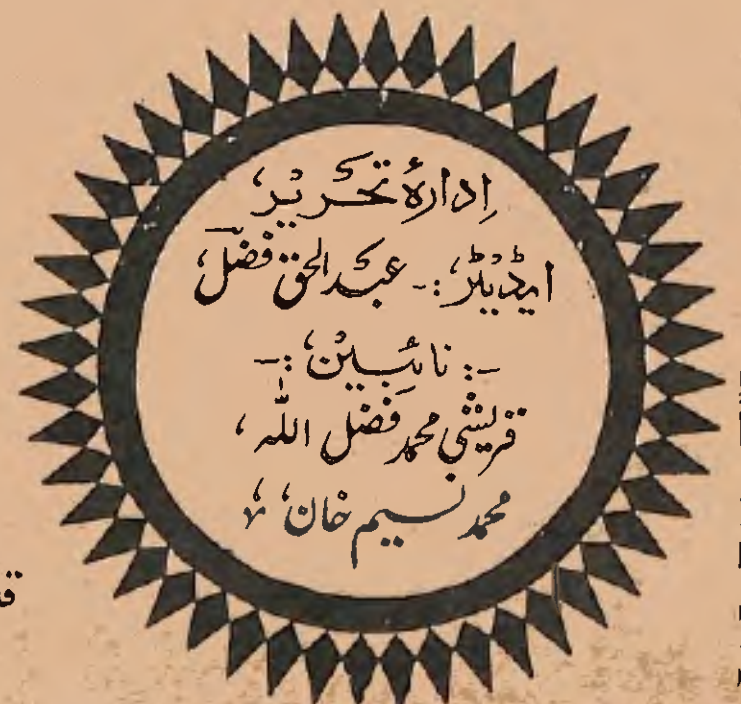 اِدارۂ تحریر،
ایڈیٹر:- عبدالحق فضل،
-: نائبین :-
قریشی محمد فضل اللہ،
محمد نسیم خان،